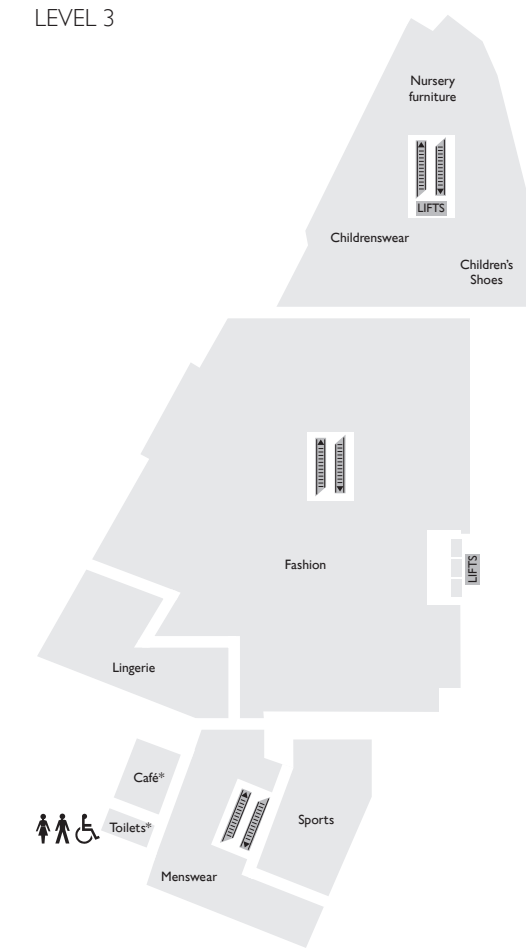 LEVEL 3
Nursery
furniture
LIFTS
Childrenswear
Children's
Shoes
Fashion
LIFTS
Lingerie
Café*
Toilets*
Sports
Menswear